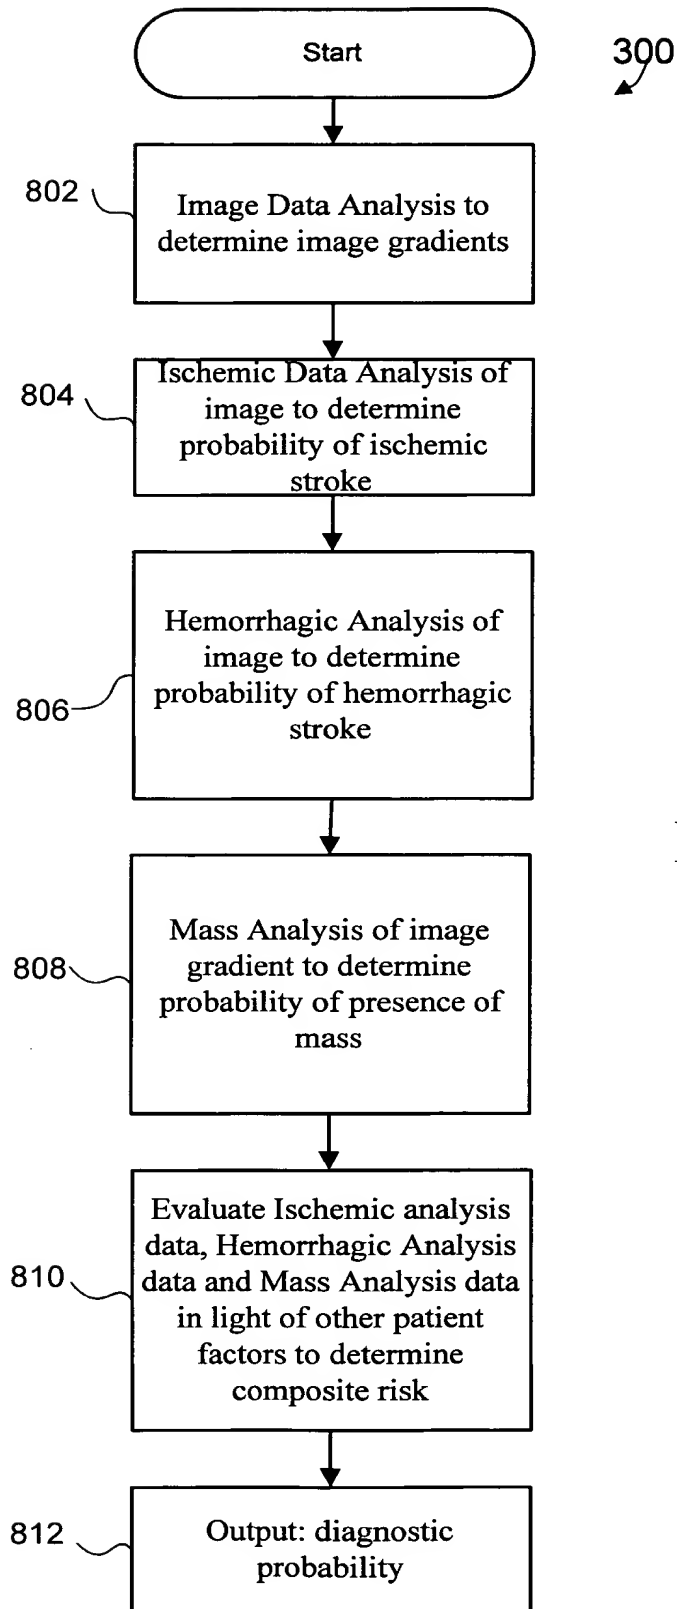 Start
300
802
Image Data Analysis to
determine image gradients
804
Ischemic Data Analysis of
image to determine
probability of ischemic
stroke
806
Hemorrhagic Analysis of
image to determine
probability of hemorrhagic
stroke
808
Mass Analysis of image
gradient to determine
probability of presence of
mass
810
Evaluate Ischemic analysis
data, Hemorrhagic Analysis
data and Mass Analysis data
in light of other patient
factors to determine
composite risk
812
Output: diagnostic
probability